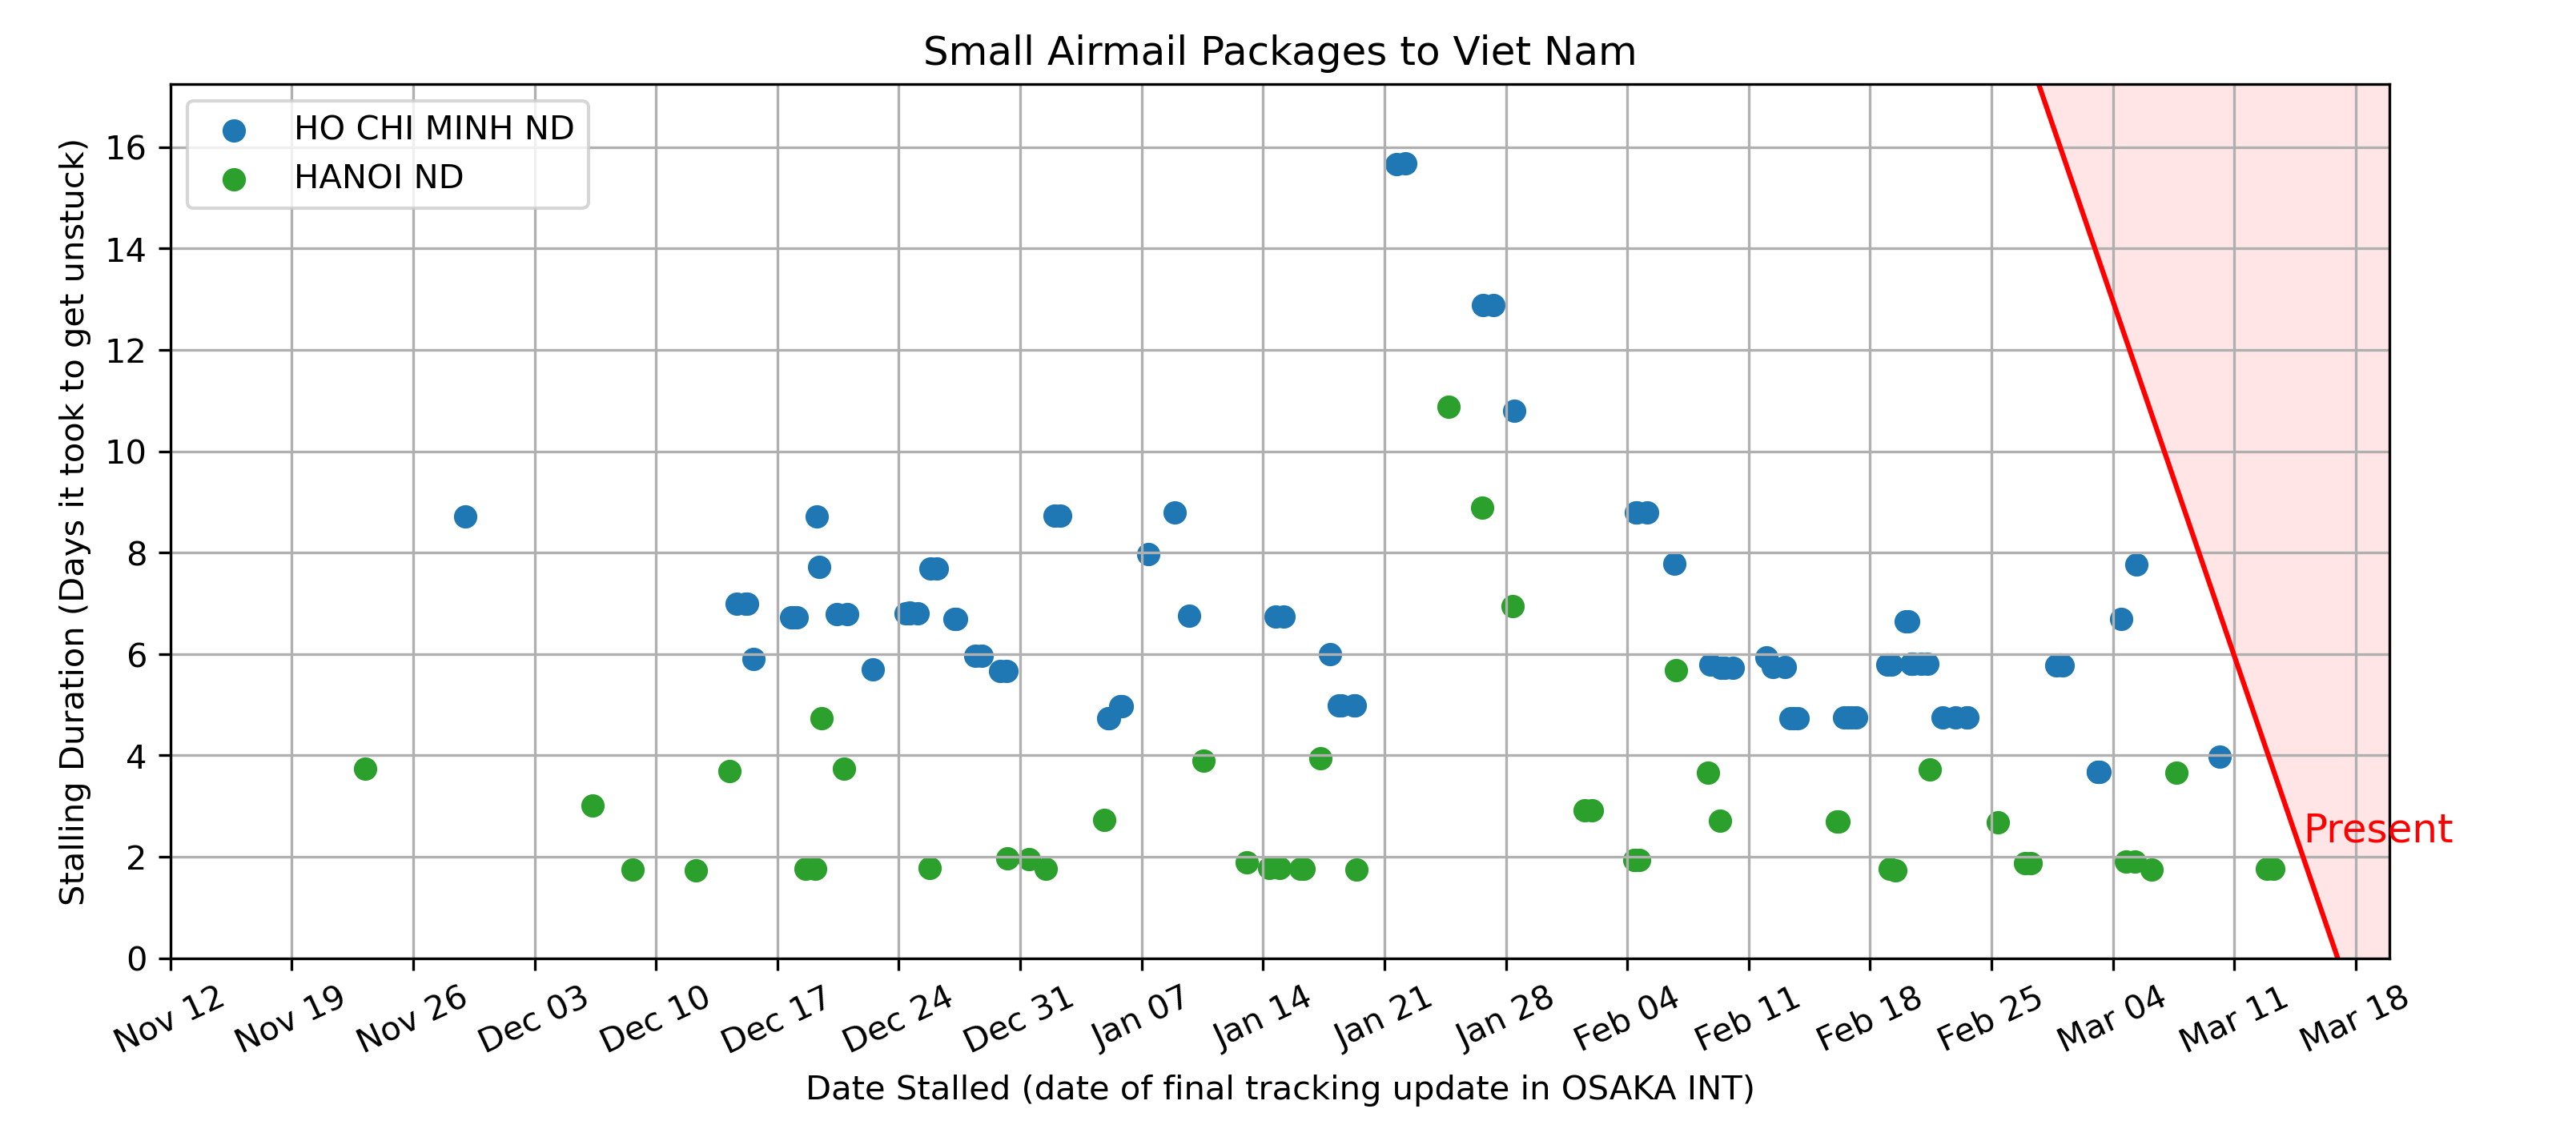 Small Airmail Packages to Viet Nam
HO CHI MINH ND
HANOI ND
Stalling Duration (Days it took to get unstuck)
16
14
12
10
8
6
4
2
0
Present
Nov 12
Nov 19
Nov 26
Dec 03
Dec 10
Dec 17
Dec 24
Dec 31
Jan 07
Jan 14
Jan 21
Jan 28
Feb 04
Feb 11
Feb 18
Feb 25
Mar 04
Mar 11
Mar 18
Date Stalled (date of final tracking update in OSAKA INT)